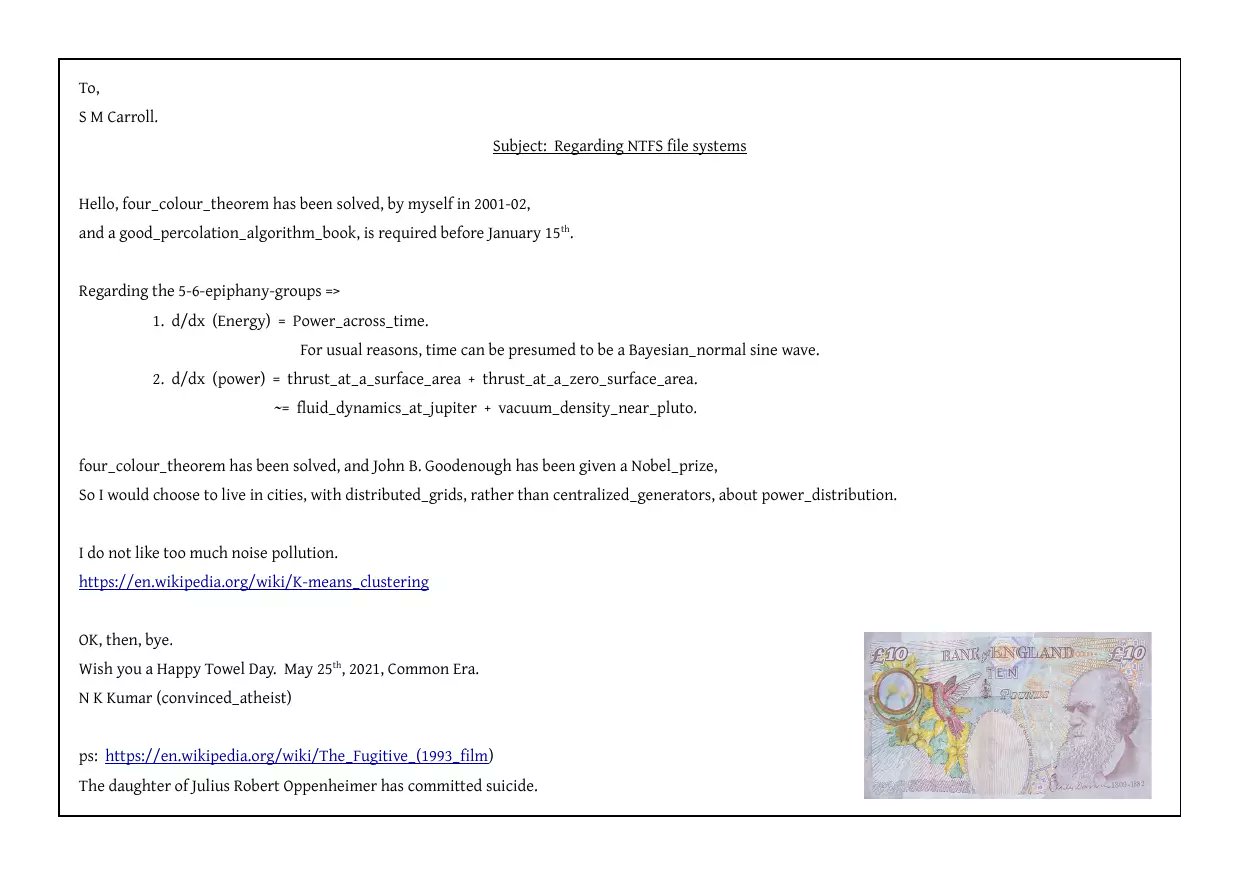 To,
S M Carroll.
Subject:  Regarding NTFS file systems
Hello, four_colour_theorem has been solved, by myself in 2001-02,
and a good_percolation_algorithm_book, is required before January 15th.
Regarding the 5-6-epiphany-groups =>
1.  d/dx  (Energy)  =  Power_across_time.
For usual reasons, time can be presumed to be a Bayesian_normal sine wave.
2.  d/dx  (power)  =  thrust_at_a_surface_area  +  thrust_at_a_zero_surface_area.
~=  fluid_dynamics_at_jupiter  +  vacuum_density_near_pluto.
four_colour_theorem has been solved, and John B. Goodenough has been given a Nobel_prize,
So I would choose to live in cities, with distributed_grids, rather than centralized_generators, about power_distribution.
I do not like too much noise pollution.
https://en.wikipedia.org/wiki/K-means_clustering
OK, then, bye.
Wish you a Happy Towel Day.  May 25th, 2021, Common Era.
N K Kumar (convinced_atheist)
ps:  https://en.wikipedia.org/wiki/The_Fugitive_(1993_film)
The daughter of Julius Robert Oppenheimer has committed suicide.
£10 BANK of ENGLAND £10
TEN
POUNDS
1809-1882